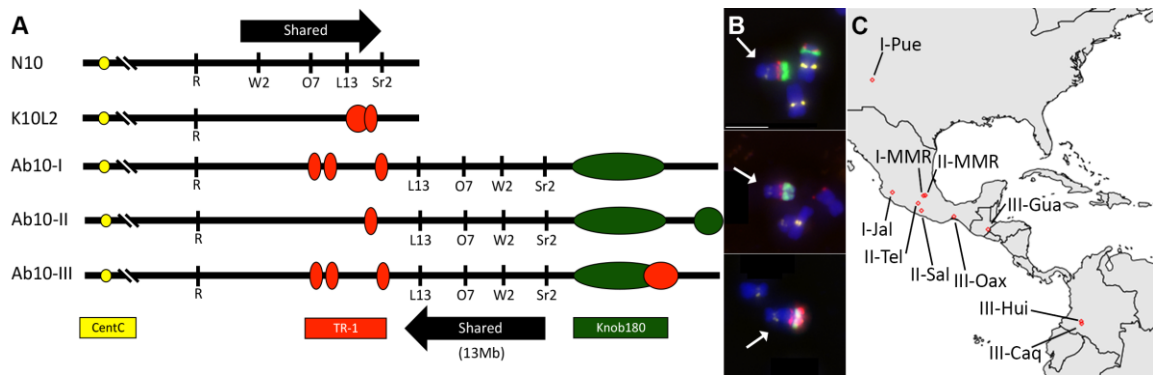 A
Shared
N10
R
W2
O7
L13
Sr2
K10L2
R
Ab10-I
R
L13
O7
W2
Sr2
Ab10-II
R
L13
O7
W2
Sr2
Ab10-III
R
L13
O7
W2
Sr2
CentC
TR-1
Shared
Knob180
(13Mb)
B
C
I-Pue
I-MMR
II-MMR
III-Gua
I-Jal
II-Tel
II-Sal
III-Oax
III-Hui
III-Caq